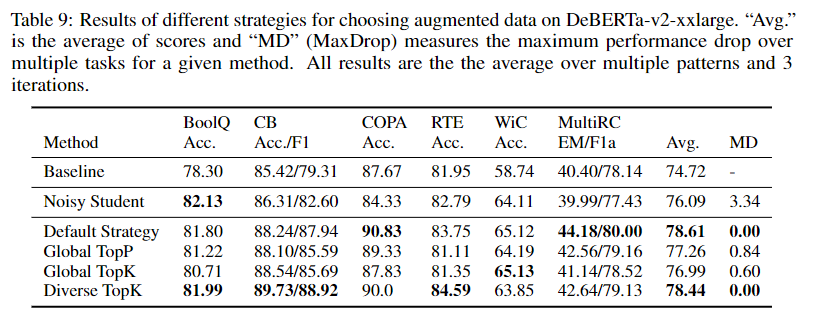 Table 9: Results of different strategies for choosing augmented data on DeBERTa-v2-xxlarge. “Avg.”
is the average of scores and “MD” (MaxDrop) measures the maximum performance drop over
multiple tasks for a given method. All results are the the average over multiple patterns and 3
iterations.
BoolQ CB COPA RTE WiC MultiRC
Method Acc. Acc./F1 Acc. Acc. Acc. EM/F1a Avg. MD
Baseline 78.30 85.42/79.31 87.67 81.95 58.74 40.40/78.14 74.72 -
Noisy Student 82.13 86.31/82.60 84.33 82.79 64.11 39.99/77.43 76.09 3.34
Default Strategy 81.80 88.24/87.94 90.83 83.75 65.12 44.18/80.00 78.61 0.00
Global TopP 81.22 88.10/85.59 89.33 81.11 64.19 42.56/79.16 77.26 0.84
Global TopK 80.71 88.54/85.69 87.83 81.35 65.13 41.14/78.52 76.99 0.60
Diverse TopK 81.99 89.73/88.92 90.0 84.59 63.85 42.64/79.13 78.44 0.00